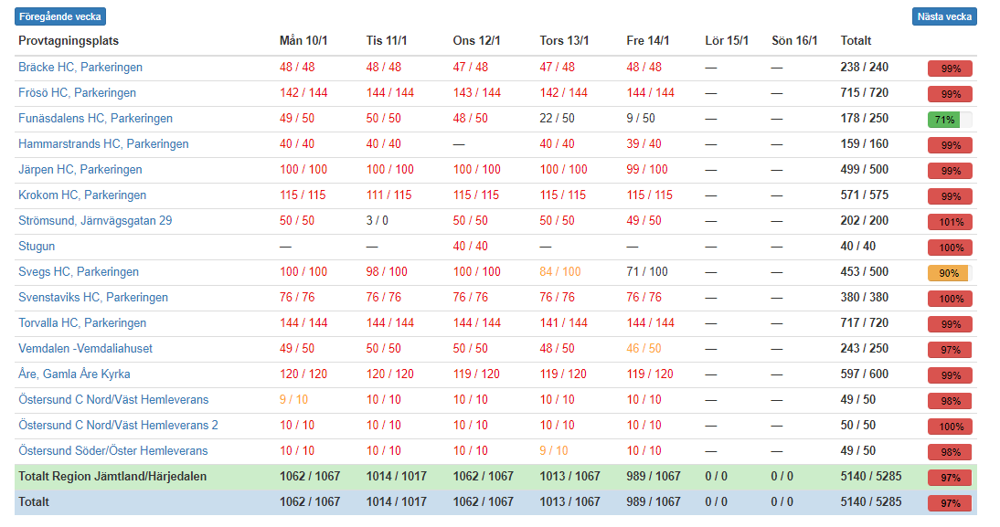 Föregående vecka Nästa vecka
Provtagningsplats Mån 10/1 Tis 11/1 Ons 12/1 Tors 13/1 Fre 14/1 Lör 15/1 Sön 16/1 Totalt
Bräcke HC, Parkeringen 48 / 48 48 / 48 47 / 48 47 / 48 48 / 48 — — 238 / 240 99%
Frösö HC, Parkeringen 142 / 144 144 / 144 143 / 144 142 / 144 144 / 144 — — 715 / 720 99%
Funäsdalens HC, Parkeringen 49 / 50 50 / 50 48 / 50 22 / 50 9 / 50 — — 178 / 250 71%
Hammarstrands HC, Parkeringen 40 / 40 40 / 40 — 40 / 40 39 / 40 — — 159 / 160 99%
Järpen HC, Parkeringen 100 / 100 100 / 100 100 / 100 100 / 100 99 / 100 — — 499 / 500 99%
Krokom HC, Parkeringen 115 / 115 111 / 115 115 / 115 115 / 115 115 / 115 — — 571 / 575 99%
Strömsund, Järnvägsgatan 29 50 / 50 3 / 0 50 / 50 50 / 50 49 / 50 — — 202 / 200 101%
Stugun — — 40 / 40 — — — — 40 / 40 100%
Svegs HC, Parkeringen 100 / 100 98 / 100 100 / 100 84 / 100 71 / 100 — — 453 / 500 90%
Svenstaviks HC, Parkeringen 76 / 76 76 / 76 76 / 76 76 / 76 76 / 76 — — 380 / 380 100%
Torvalla HC, Parkeringen 144 / 144 144 / 144 144 / 144 141 / 144 144 / 144 — — 717 / 720 99%
Vemdalen -Vemdaliahuset 49 / 50 50 / 50 50 / 50 48 / 50 46 / 50 — — 243 / 250 97%
Åre, Gamla Åre Kyrka 120 / 120 120 / 120 119 / 120 119 / 120 119 / 120 — — 597 / 600 99%
Östersund C Nord/Väst Hemleverans 9 / 10 10 / 10 10 / 10 10 / 10 10 / 10 — — 49 / 50 98%
Östersund C Nord/Väst Hemleverans 2 10 / 10 10 / 10 10 / 10 10 / 10 10 / 10 — — 50 / 50 100%
Östersund Söder/Öster Hemleverans 10 / 10 10 / 10 10 / 10 9 / 10 10 / 10 — — 49 / 50 98%
Totalt Region Jämtland/Härjedalen 1062 / 1067 1014 / 1017 1062 / 1067 1013 / 1067 989 / 1067 0 / 0 0 / 0 5140 / 5285 97%
Totalt 1062 / 1067 1014 / 1017 1062 / 1067 1013 / 1067 989 / 1067 0 / 0 0 / 0 5140 / 5285 97%